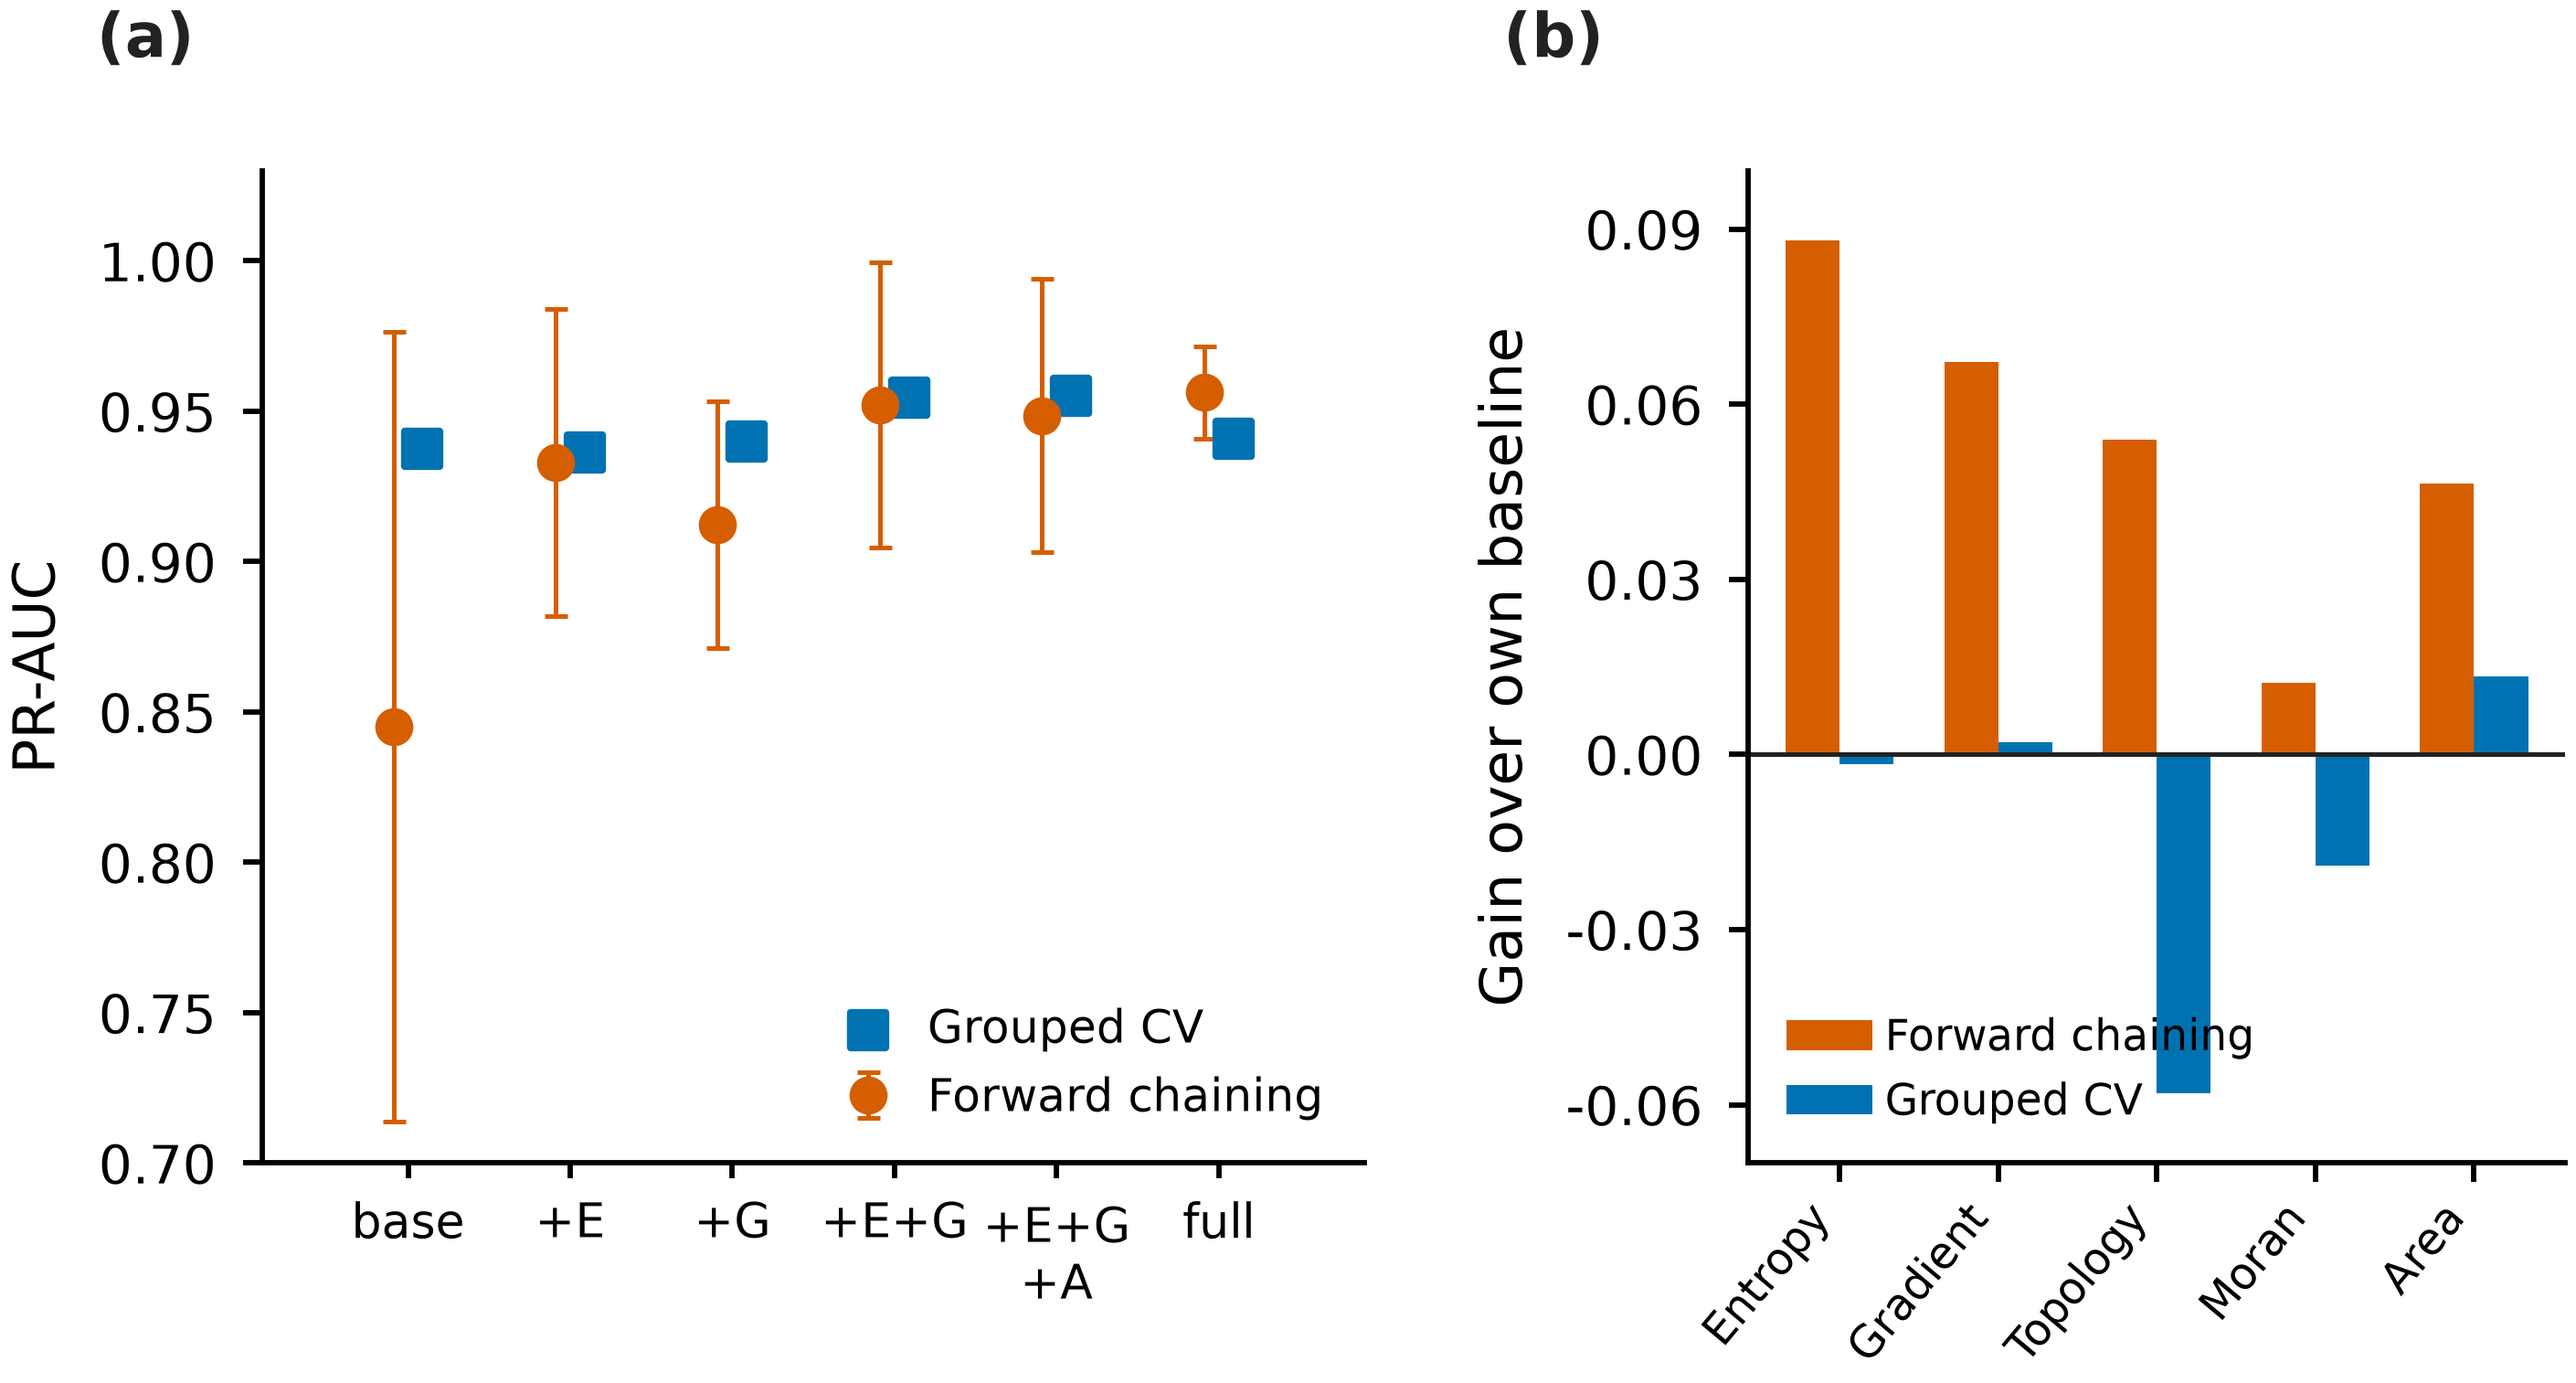 (a)
PR-AUC
1.00
0.95
0.90
0.85
0.80
0.75
0.70
Grouped CV
Forward chaining
base
+E
+G
+E+G
+E+G
+A
full
(b)
Gain over own baseline
0.09
0.06
0.03
0.00
-0.03
-0.06
Forward chaining
Grouped CV
Entropy
Gradient
Topology
Moran
Area